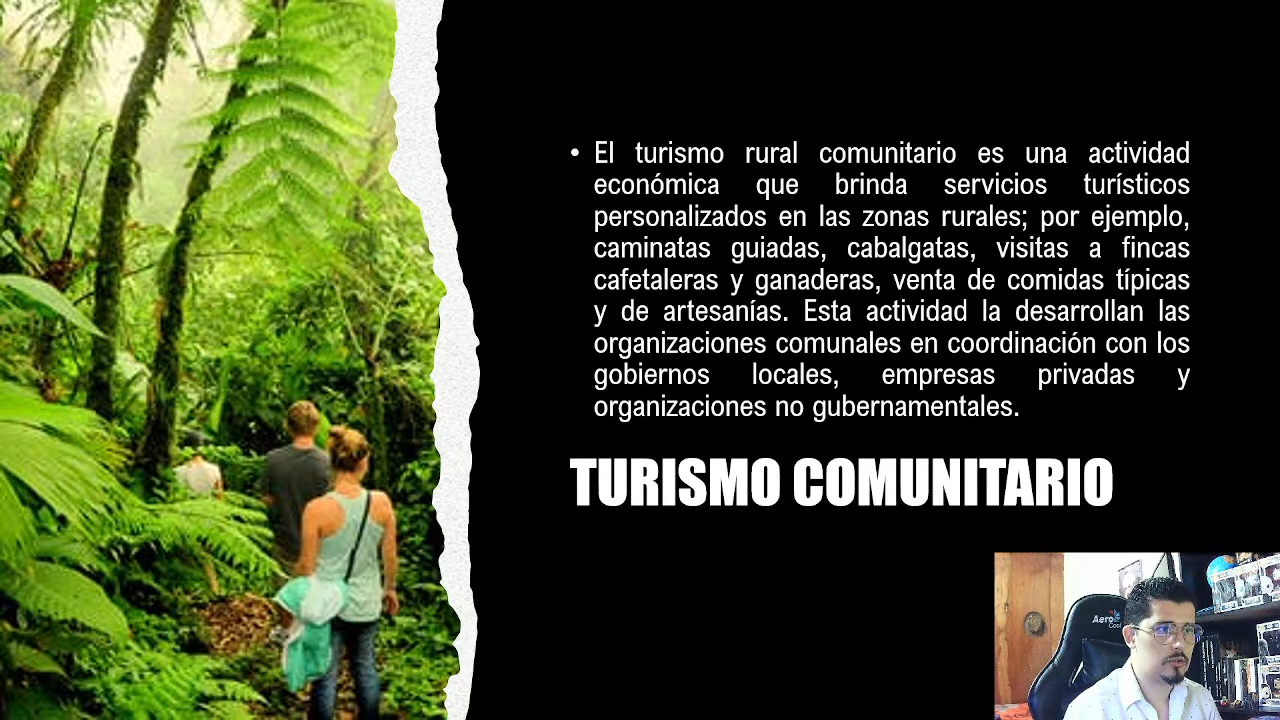 El turismo rural comunitario es una actividad
económica que brinda servicios turísticos
personalizados en las zonas rurales; por ejemplo,
caminatas guiadas, cabalgatas, visitas a fincas
cafetaleras y ganaderas, venta de comidas típicas
y de artesanías. Esta actividad la desarrollan las
organizaciones comunales en coordinación con los
gobiernos locales, empresas privadas y
organizaciones no gubernamentales.
TURISMO COMUNITARIO